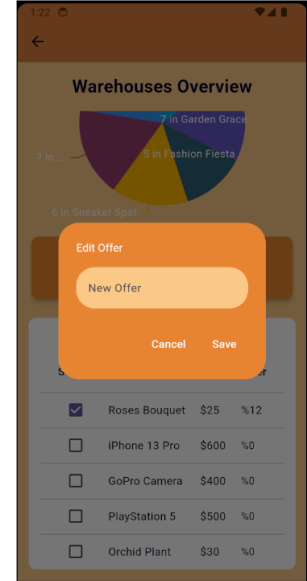 1:22
Warehouses Overview
7 in Garden Grace
7 in...
5 in Fashion Fiesta
6 in Sneaker Spot
Edit Offer
New Offer
Cancel Save
S er
Roses Bouquet $25 %12
iPhone 13 Pro $600 %0
GoPro Camera $400 %0
PlayStation 5 $500 %0
Orchid Plant $30 %0